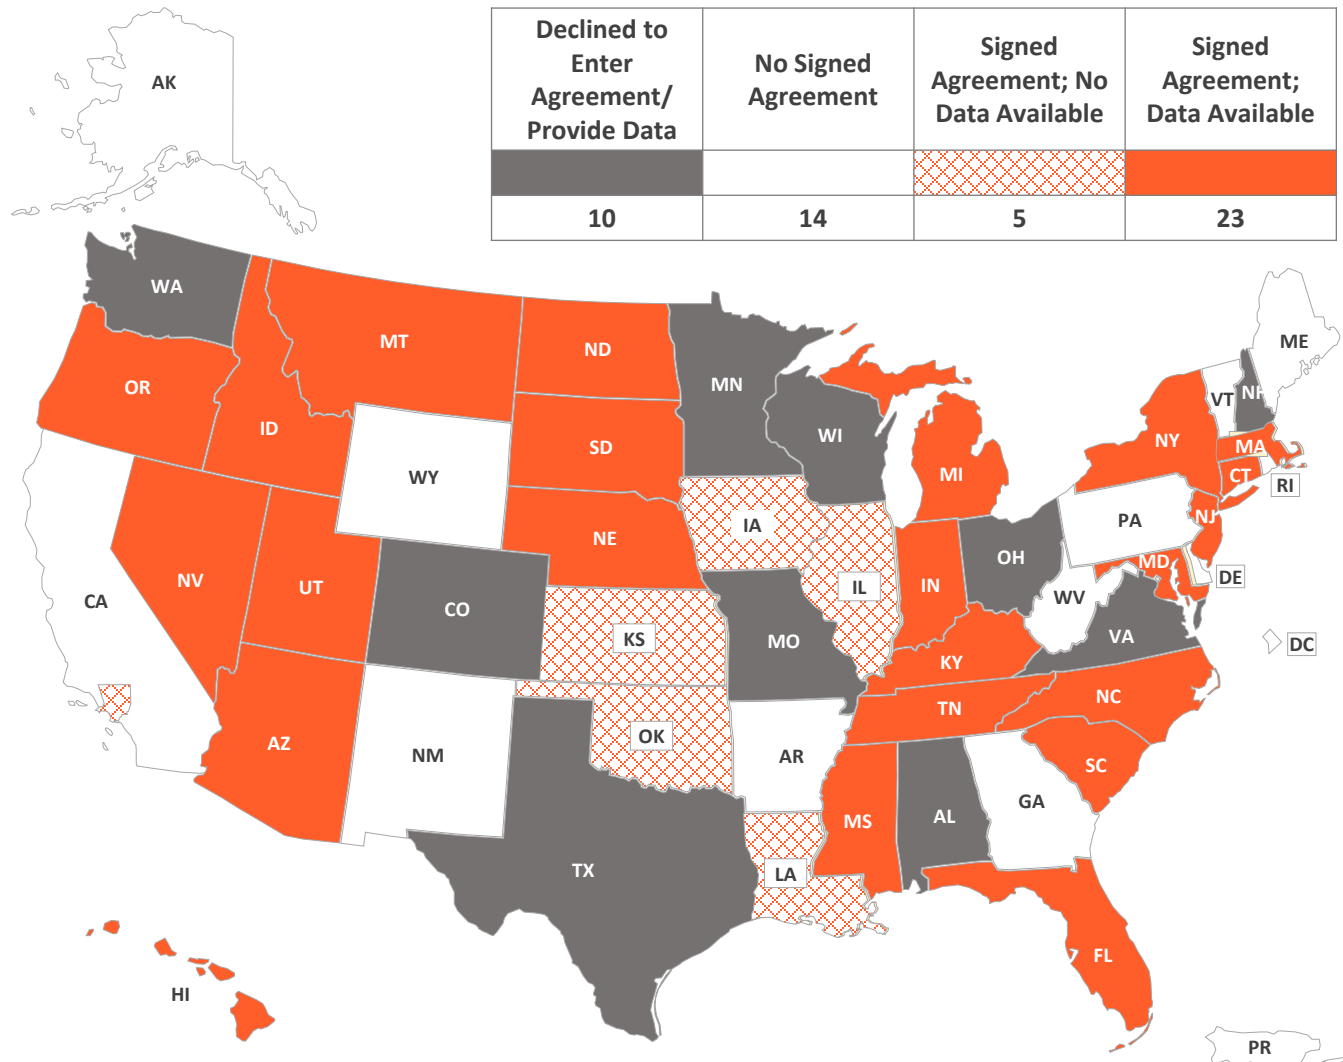 Declined to
Enter
Agreement/
Provide Data
No Signed
Agreement
Signed
Agreement; No
Data Available
Signed
Agreement;
Data Available
10
14
5
23
AK
WA
MT
ND
MN
ME
OR
ID
SD
WI
VT
NH
NY
MA
WY
MI
CT
RI
NE
IA
PA
NJ
NV
UT
CO
IL
IN
OH
MD
DE
CA
KS
MO
WV
VA
DC
KY
AZ
NM
OK
AR
TN
NC
SC
TX
LA
MS
AL
GA
FL
HI
PR